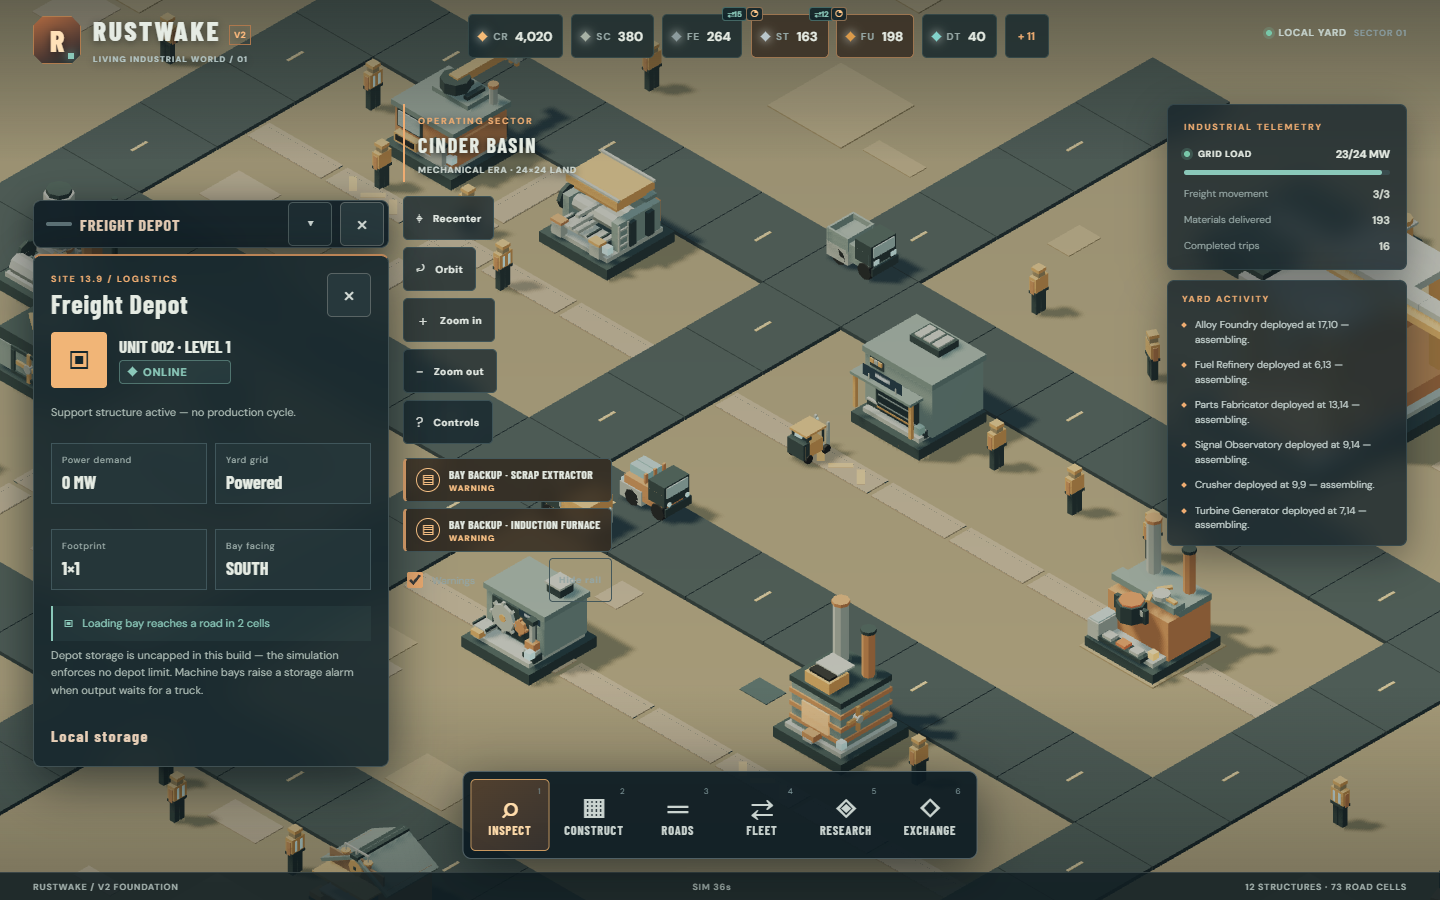 R
RUSTWAKE V2
LIVING INDUSTRIAL WORLD / 01
CR 4,020
SC 380
FE 264
⇄15
ST 163
⇄12
FU 198
DT 40
+11
LOCAL YARD SECTOR 01
OPERATING SECTOR
CINDER BASIN
MECHANICAL ERA · 24×24 LAND
FREIGHT DEPOT
▼
×
SITE 13.9 / LOGISTICS
Freight Depot
×
UNIT 002 · LEVEL 1
ONLINE
Support structure active — no production cycle.
Power demand
0 MW
Yard grid
Powered
Footprint
1×1
Bay facing
SOUTH
Loading bay reaches a road in 2 cells
Depot storage is uncapped in this build — the simulation
enforces no depot limit. Machine bays raise a storage alarm
when output waits for a truck.
Local storage
Recenter
Orbit
+ Zoom in
− Zoom out
? Controls
BAY BACKUP · SCRAP EXTRACTOR
WARNING
BAY BACKUP · INDUCTION FURNACE
WARNING
INDUSTRIAL TELEMETRY
GRID LOAD 23/24 MW
Freight movement 3/3
Materials delivered 193
Completed trips 16
YARD ACTIVITY
Alloy Foundry deployed at 17,10 —
assembling.
Fuel Refinery deployed at 6,13 —
assembling.
Parts Fabricator deployed at 13,14 —
assembling.
Signal Observatory deployed at 9,14 —
assembling.
Crusher deployed at 9,9 — assembling.
Turbine Generator deployed at 7,14 —
assembling.
1
INSPECT
2
CONSTRUCT
3
ROADS
4
FLEET
5
RESEARCH
6
EXCHANGE
RUSTWAKE / V2 FOUNDATION
SIM 36s
12 STRUCTURES · 73 ROAD CELLS